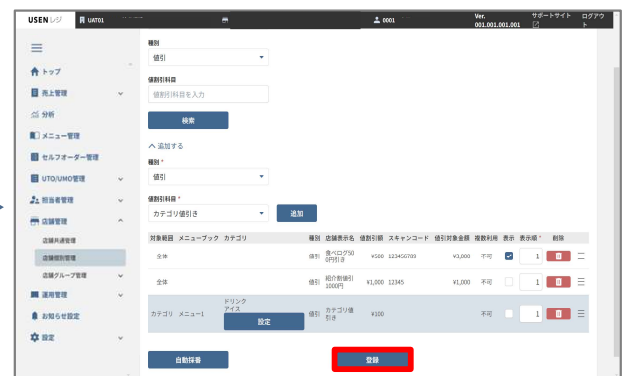 USEN レジ UAT01 0001 Ver. 001.001.001.001 サポートサイト ログアウト
種別
値引
トップ
値割引科目
売上管理
値割引科目を入力
分析
検索
メニュー管理
追加する
セルフオーダー管理
種別 *
UTO/UMO管理
値引
担当者管理
値割引科目 *
店舗管理
カテゴリ値引き 追加
店舗共通管理
対象範囲 メニューブック カテゴリ 種別 店舗表示名 値割引額 スキャンコード 値引対象金額 複数利用 表示 表示順 * 削除
店舗個別管理
全体 値引 食べログ500円引き ¥500 123456789 ¥3,000 不可 1
店舗グループ管理
全体 値引 紹介割値引1000円 ¥1,000 12345 ¥1,000 不可 1
運用管理
カテゴリ メニュー1 ドリンク アイス 設定 値引 カテゴリ値引き ¥100 不可 1
お知らせ設定
設定
自動採番 登録